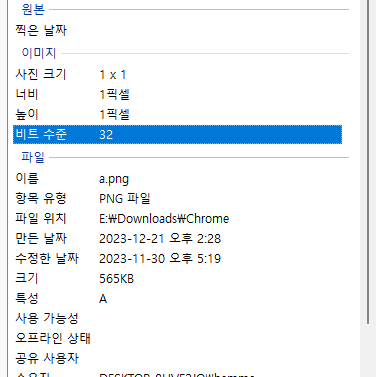 원본
찍은 날짜
이미지
사진 크기 1 x 1
너비 1픽셀
높이 1픽셀
비트 수준 32
파일
이름 a.png
항목 유형 PNG 파일
파일 위치 E:₩Downloads₩Chrome
만든 날짜 2023-12-21 오후 2:28
수정한 날짜 2023-11-30 오후 5:19
크기 565KB
특성 A
사용 가능성
오프라인 상태
공유 사용자